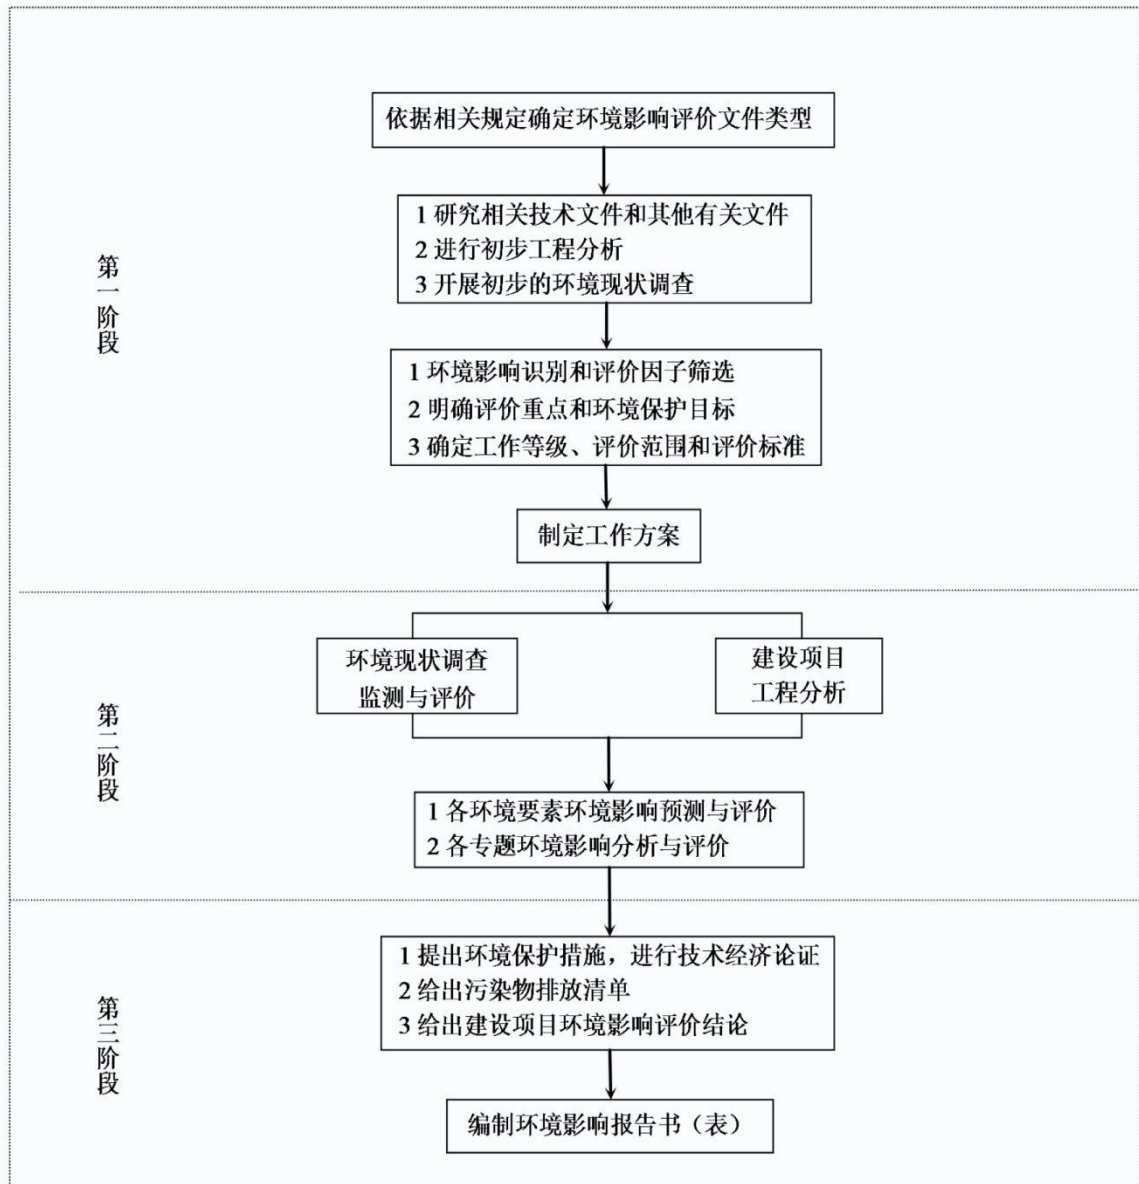 依据相关规定确定环境影响评价文件类型
1 研究相关技术文件和其他有关文件
2 进行初步工程分析
3 开展初步的环境现状调查
第一阶段
1 环境影响识别和评价因子筛选
2 明确评价重点和环境保护目标
3 确定工作等级、评价范围和评价标准
制定工作方案
环境现状调查
监测与评价
建设项目
工程分析
第二阶段
1 各环境要素环境影响预测与评价
2 各专题环境影响分析与评价
1 提出环境保护措施，进行技术经济论证
2 给出污染物排放清单
3 给出建设项目环境影响评价结论
第三阶段
编制环境影响报告书（表）